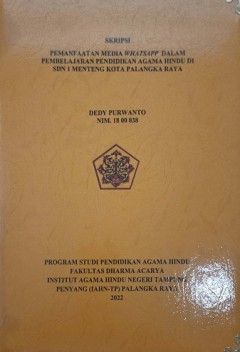 SKRIPSI
PEMANFAATAN MEDIA WHATSAPP DALAM
PEMBELAJARAN PENDIDIKAN AGAMA HINDU DI
SDN 1 MENTENG KOTA PALANGKA RAYA
DEDY PURWANTO
NIM. 18 00 038
PROGRAM STUDI PENDIDIKAN AGAMA HINDU
FAKULTAS DHARMA ACARYA
INSTITUT AGAMA HINDU NEGERI TAMPUNG
PENYANG (IAHN-TP) PALANGKA RAYA
2022